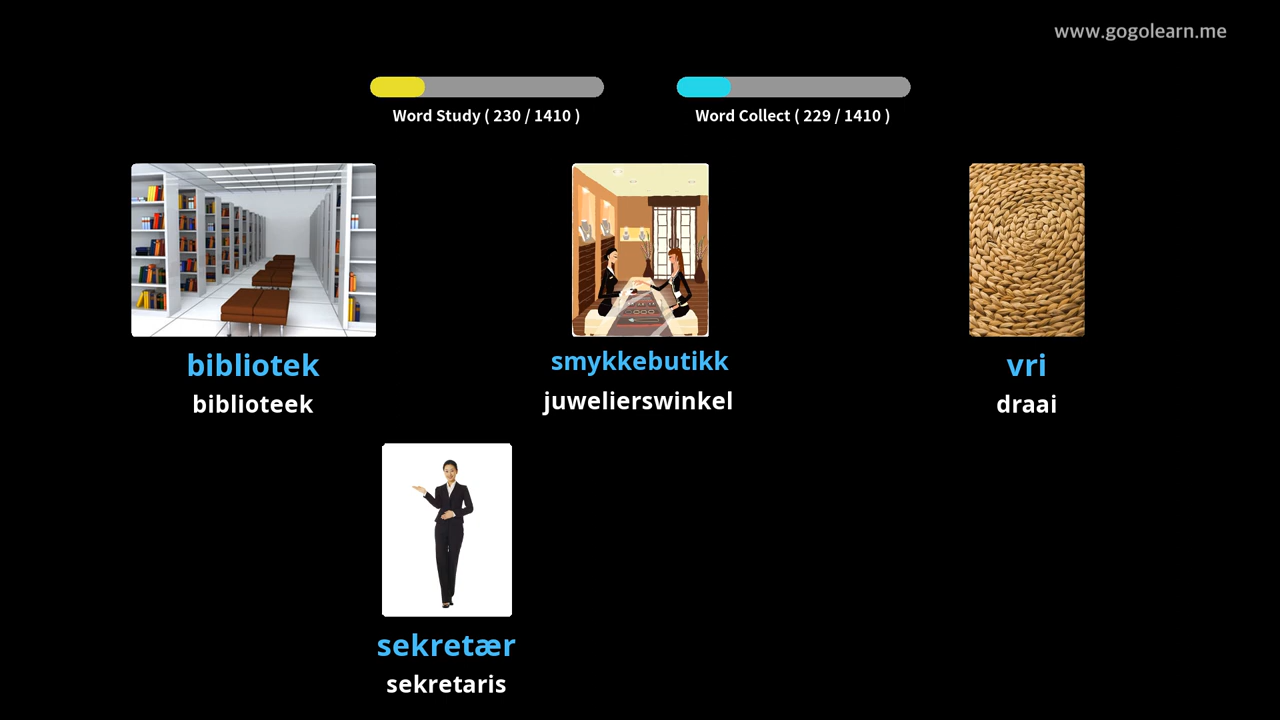 www.gogolearn.me
Word Study ( 230 / 1410 )
Word Collect ( 229 / 1410 )
bibliotek
biblioteek
smykkebutikk
juwelierswinkel
vri
draai
sekretær
sekretaris